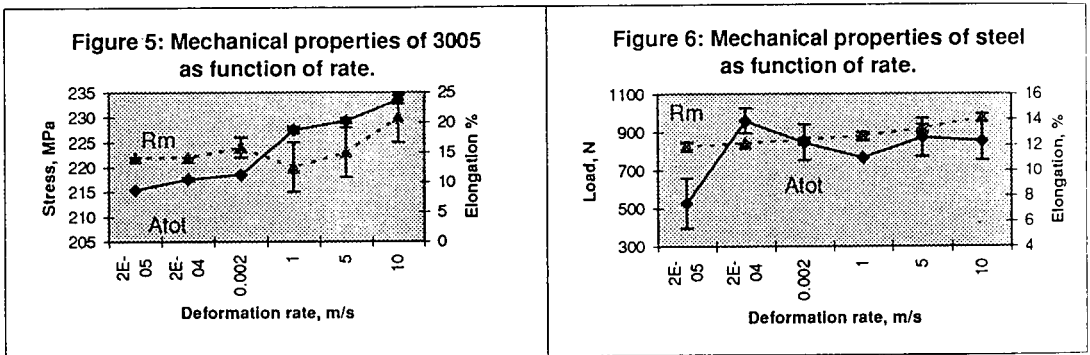 Figure 5: Mechanical properties of 3005
as function of rate.
235
230
225
220
215
210
205
Stress, MPa
25
20
15
10
5
0
Elongation %
Rm
Atot
2E-
05
2E-
04
0.002
1
5
10
Deformation rate, m/s
Figure 6: Mechanical properties of steel
as function of rate.
1100
900
700
500
300
Load, N
16
14
12
10
8
6
4
Elongation, %
Rm
Atot
2E-
05
2E-
04
0.002
1
5
10
Deformation rate, m/s